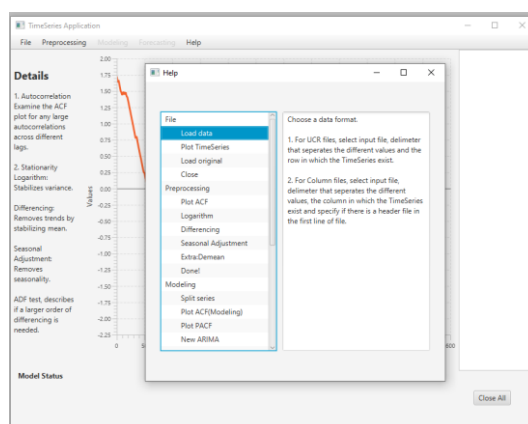 TimeSeries Application
File Preprocessing Modeling Forecasting Help
Details
1. Autocorrelation
Examine the ACF
plot for any large
autocorrelations
across different
lags.
2. Stationarity
Logarithm:
Stabilizes variance.
Differencing:
Removes trends by
stabilizing mean.
Seasonal
Adjustment:
Removes
seasonality.
ADF test, describes
if a larger order of
differencing is
needed.
Model Status
Values
2.00
1.75
1.50
1.25
1.00
0.75
0.50
0.25
0.00
-0.25
-0.50
-0.75
-1.00
-1.25
-1.50
-1.75
-2.00
-2.25
0
Help
File
Load data
Plot TimeSeries
Load original
Close
Preprocessing
Plot ACF
Logarithm
Differencing
Seasonal Adjustment
Extra:Demean
Done!
Modeling
Split series
Plot ACF(Modeling)
Plot PACF
New ARIMA
Choose a data format.
1. For UCR files, select input file, delimeter
that seperates the different values and the
row in which the TimeSeries exist.
2. For Column files, select input file,
delimeter that seperates the different
values, the column in which the TimeSeries
exist and specify if there is a header file in
the first line of file.
Close All